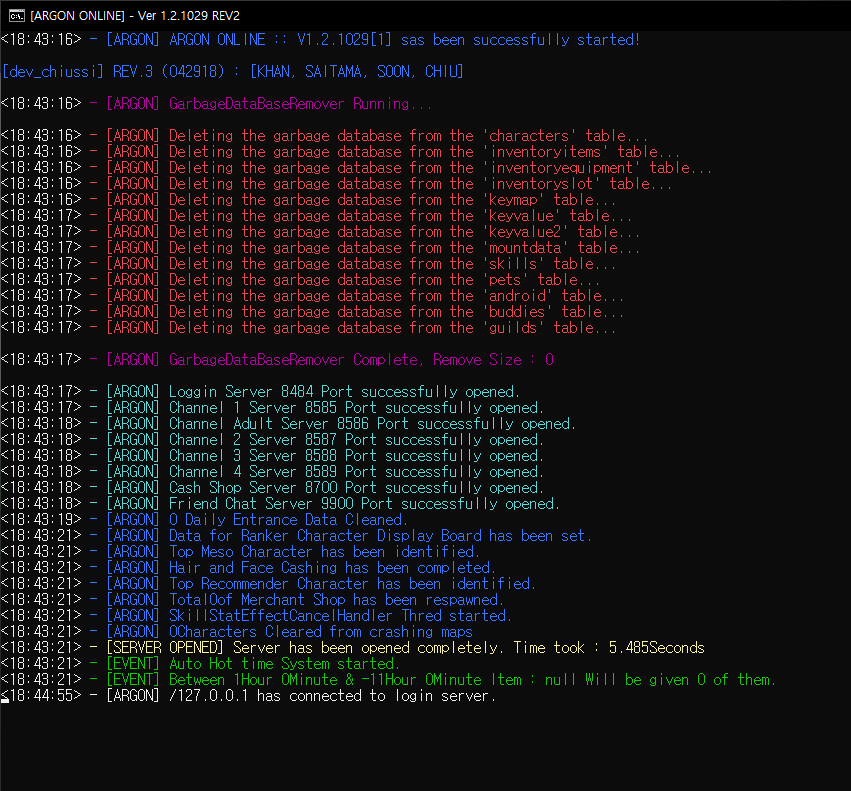 [ARGON ONLINE] - Ver 1.2.1029 REV2
<18:43:16> - [ARGON] ARGON ONLINE :: V1.2.1029[1] sas been successfully started!
[dev_chiussi] REV.3 (042918) : [KHAN, SAITAMA, SOON, CHIU]
<18:43:16> - [ARGON] GarbageDataBaseRemover Running...
<18:43:16> - [ARGON] Deleting the garbage database from the 'characters' table...
<18:43:16> - [ARGON] Deleting the garbage database from the 'inventoryitems' table...
<18:43:16> - [ARGON] Deleting the garbage database from the 'inventoryequipment' table...
<18:43:16> - [ARGON] Deleting the garbage database from the 'inventoryslot' table...
<18:43:16> - [ARGON] Deleting the garbage database from the 'keymap' table...
<18:43:17> - [ARGON] Deleting the garbage database from the 'keyvalue' table...
<18:43:17> - [ARGON] Deleting the garbage database from the 'keyvalue2' table...
<18:43:17> - [ARGON] Deleting the garbage database from the 'mountdata' table...
<18:43:17> - [ARGON] Deleting the garbage database from the 'skills' table...
<18:43:17> - [ARGON] Deleting the garbage database from the 'pets' table...
<18:43:17> - [ARGON] Deleting the garbage database from the 'android' table...
<18:43:17> - [ARGON] Deleting the garbage database from the 'buddies' table...
<18:43:17> - [ARGON] Deleting the garbage database from the 'guilds' table...
<18:43:17> - [ARGON] GarbageDataBaseRemover Complete, Remove Size : 0
<18:43:17> - [ARGON] Loggin Server 8484 Port successfully opened.
<18:43:17> - [ARGON] Channel 1 Server 8585 Port successfully opened.
<18:43:18> - [ARGON] Channel Adult Server 8586 Port successfully opened.
<18:43:18> - [ARGON] Channel 2 Server 8587 Port successfully opened.
<18:43:18> - [ARGON] Channel 3 Server 8588 Port successfully opened.
<18:43:18> - [ARGON] Channel 4 Server 8589 Port successfully opened.
<18:43:18> - [ARGON] Cash Shop Server 8700 Port successfully opened.
<18:43:18> - [ARGON] Friend Chat Server 9900 Port successfully opened.
<18:43:19> - [ARGON] 0 Daily Entrance Data Cleaned.
<18:43:21> - [ARGON] Data for Ranker Character Display Board has been set.
<18:43:21> - [ARGON] Top Meso Character has been identified.
<18:43:21> - [ARGON] Hair and Face Cashing has been completed.
<18:43:21> - [ARGON] Top Recommender Character has been identified.
<18:43:21> - [ARGON] Total0of Merchant Shop has been respawned.
<18:43:21> - [ARGON] SkillStatEffectCancelHandler Thred started.
<18:43:21> - [ARGON] 0Characters Cleared from crashing maps
<18:43:21> - [SERVER OPENED] Server has been opened completely. Time took : 5.485Seconds
<18:43:21> - [EVENT] Auto Hot time System started.
<18:43:21> - [EVENT] Between 1Hour 0Minute & -11Hour 0Minute Item : null Will be given 0 of them.
<18:44:55> - [ARGON] /127.0.0.1 has connected to login server.